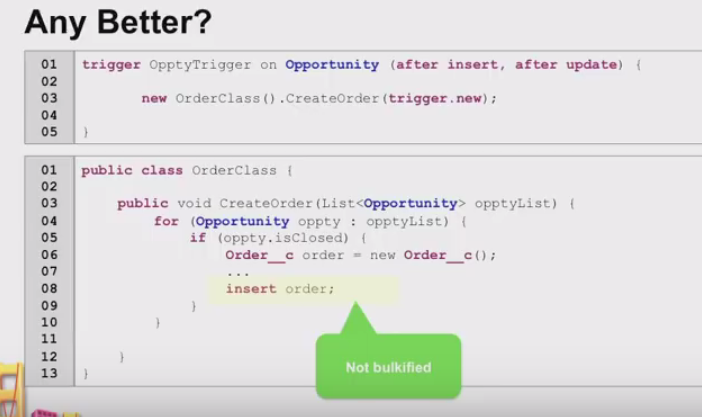 Any Better?
01 trigger OpptyTrigger on Opportunity (after insert, after update) {
02
03 new OrderClass().CreateOrder(trigger.new);
04
05 }
01 public class OrderClass {
02
03 public void CreateOrder(List<Opportunity> opptyList) {
04 for (Opportunity oppty : opptyList) {
05 if (oppty.isClosed) {
06 Order__c order = new Order__c();
07 ...
08 insert order;
09 }
10 }
11
12 }
13 }
Not bulkified